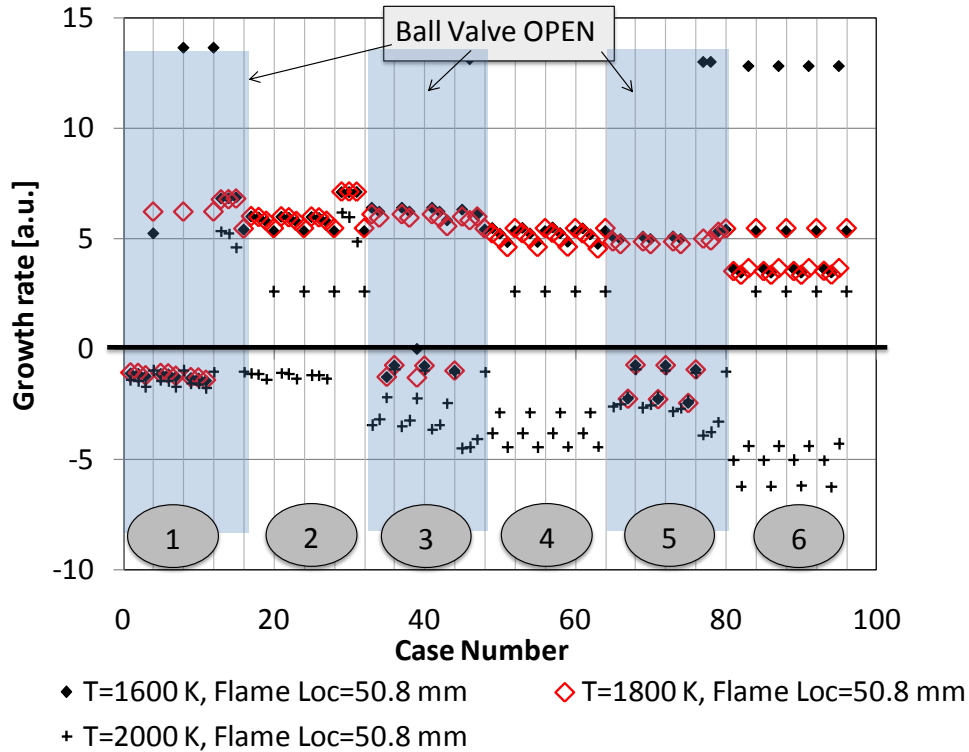 15
Ball Valve OPEN
10
5
0
-5
-10
Growth rate [a.u.]
1 2 3 4 5 6
0 20 40 60 80 100
Case Number
T=1600 K, Flame Loc=50.8 mm T=1800 K, Flame Loc=50.8 mm
T=2000 K, Flame Loc=50.8 mm